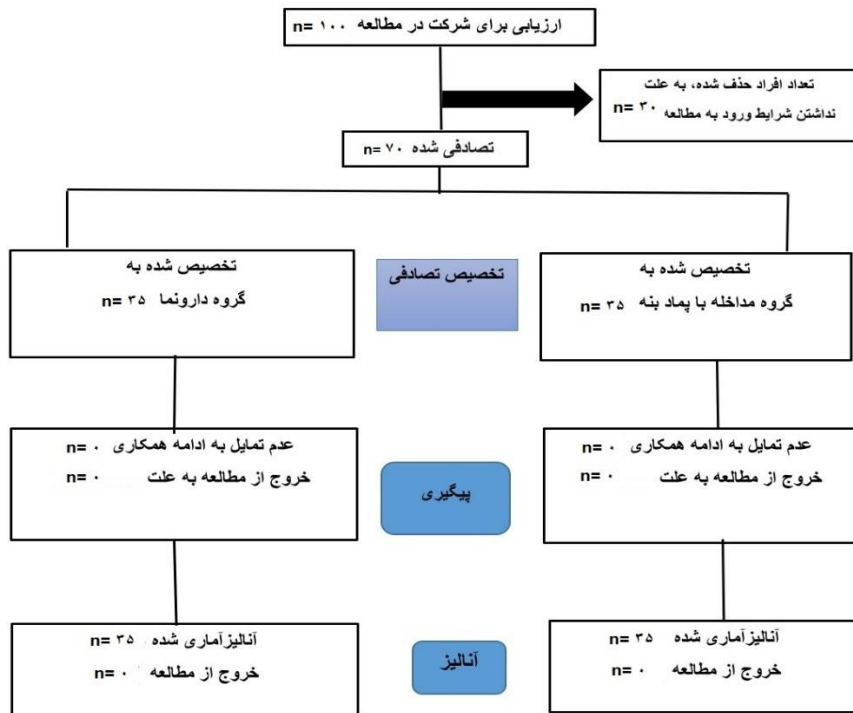 ارزیابی برای شرکت در مطالعه n= ۱۰۰
تعداد افراد حذف شده، به علت
نداشتن شرایط ورود به مطالعه n= ۳۰
تصادفی شده n= ۷۰
تخصیص شده به
گروه مداخله با پماد بنه n= ۳۵
تخصیص تصادفی
تخصیص شده به
گروه دارونما n= ۳۵
عدم تمایل به ادامه همکاری n= ۰
خروج از مطالعه به علت n= ۰
پیگیری
عدم تمایل به ادامه همکاری n= ۰
خروج از مطالعه به علت n= ۰
آنالیزآماری شده n= ۳۵
خروج از مطالعه n= ۰
آنالیز
آنالیزآماری شده n= ۳۵
خروج از مطالعه n= ۰